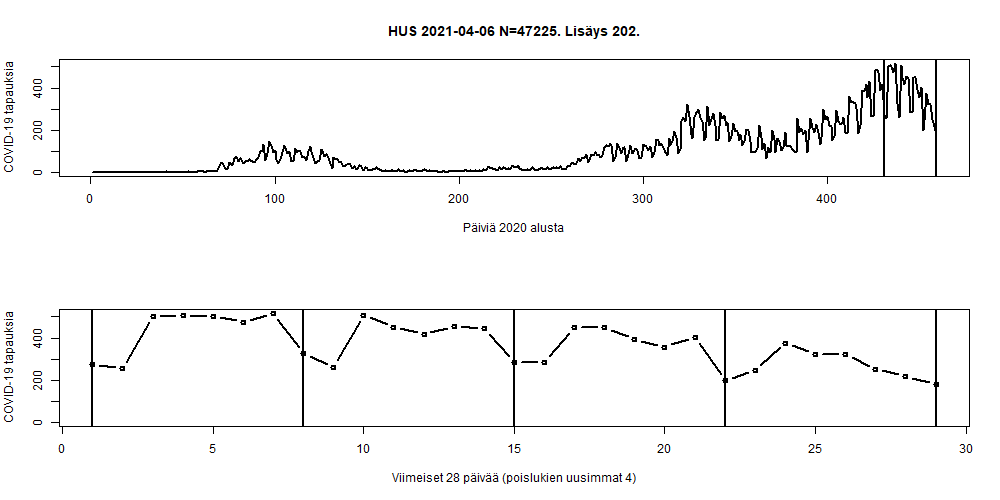 HUS 2021-04-06 N=47225. Lisäys 202.
COVID-19 tapauksia
0 200 400
0 100 200 300 400
Päiviä 2020 alusta
COVID-19 tapauksia
0 200 400
0 5 10 15 20 25 30
Viimeiset 28 päivää (poislukien uusimmat 4)